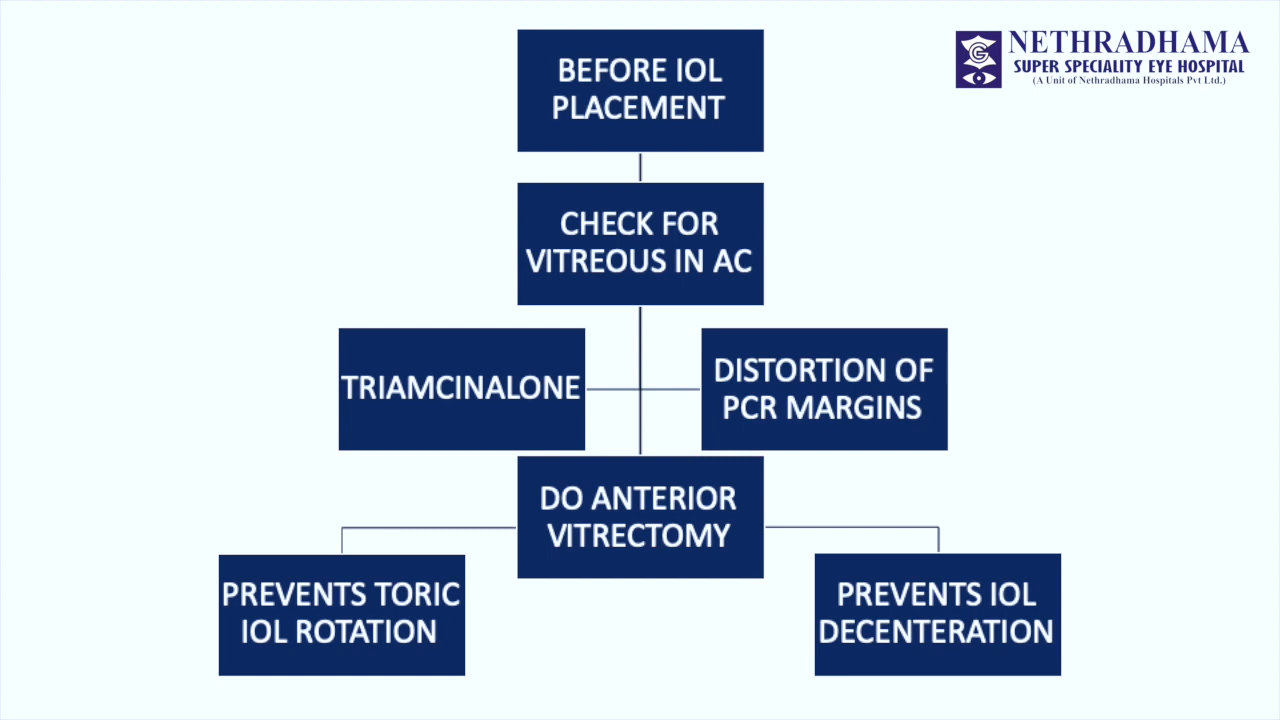 NETHRADHAMA
SUPER SPECIALITY EYE HOSPITAL
(A Unit of Nethradhama Hospitals Pvt Ltd.)
BEFORE IOL
PLACEMENT
CHECK FOR
VITREOUS IN AC
TRIAMCINALONE
DISTORTION OF
PCR MARGINS
DO ANTERIOR
VITRECTOMY
PREVENTS TORIC
IOL ROTATION
PREVENTS IOL
DECENTERATION